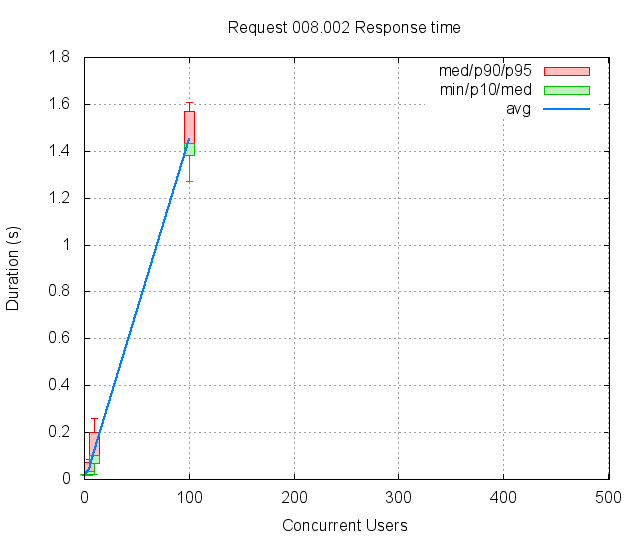 Request 008.002 Response time
med/p90/p95
min/p10/med
avg
1.8
1.6
1.4
1.2
1
0.8
0.6
0.4
0.2
0
Duration (s)
0 100 200 300 400 500
Concurrent Users